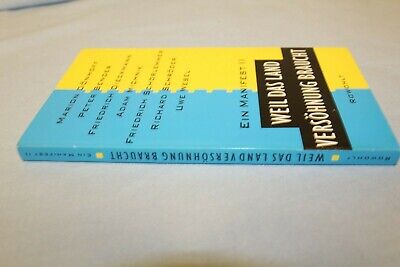 MARION DÖNHOFF
PETER BENDER
FRIEDRICH DIECKMANN
ADAM MICHNIK
FRIEDRICH SCHORLEMMER
RICHARD SCHRÖDER
UWE WESEL
EIN MANIFEST II
WEIL DAS LAND
VERSÖHNUNG BRAUCHT
ROWOHLT
EIN MANIFEST II WEIL DAS LAND VERSÖHNUNG BRAUCHT ROWOHLT